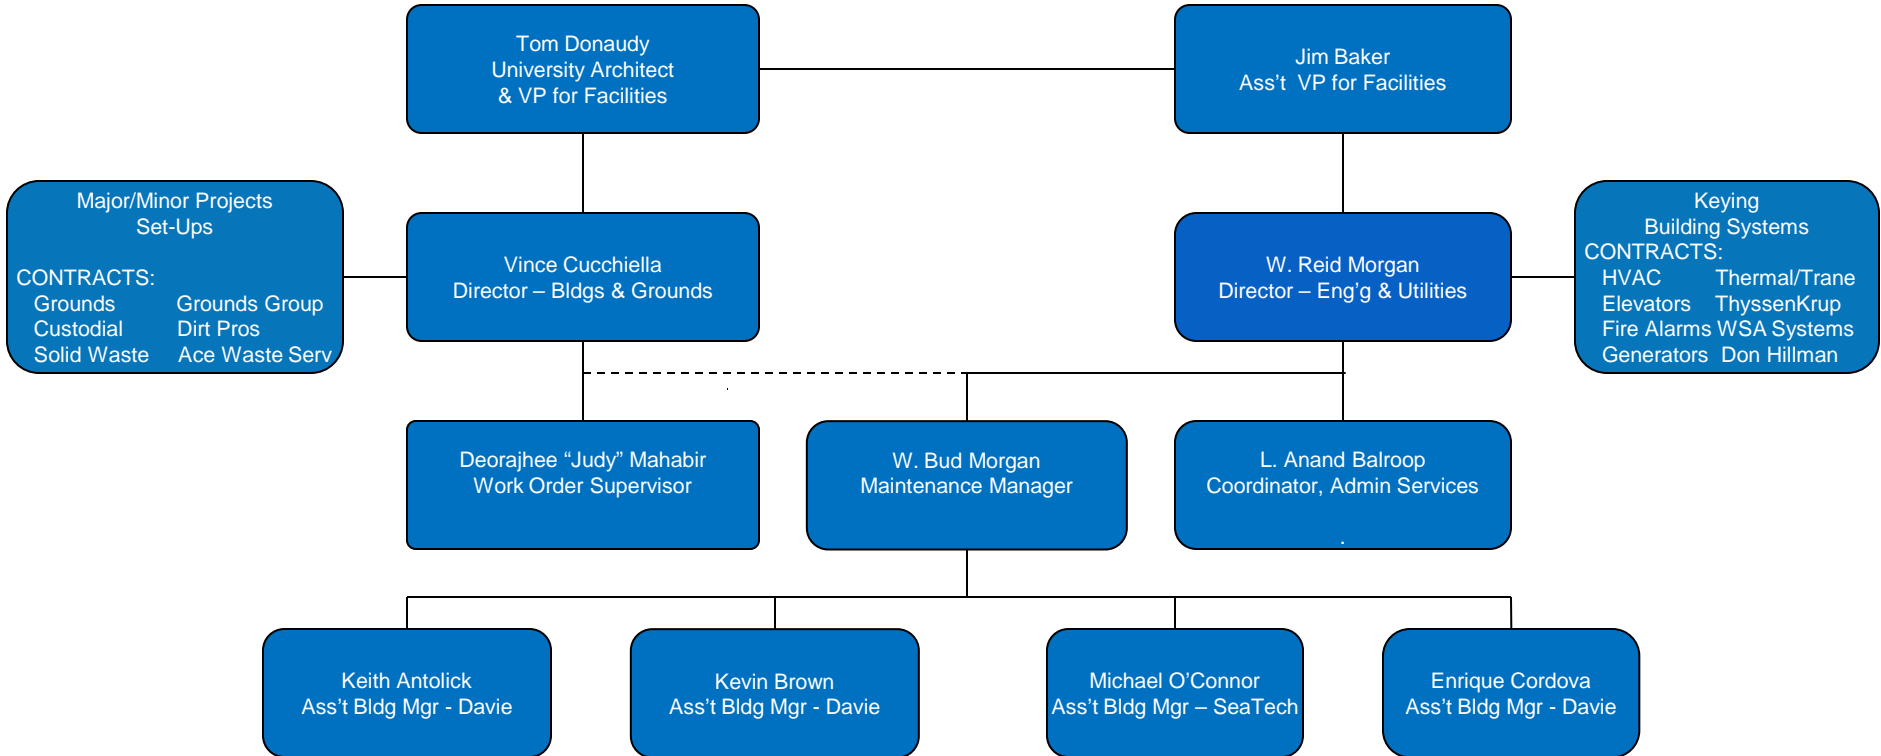 Tom Donaudy
University Architect
& VP for Facilities
Jim Baker
Ass't  VP for Facilities
Major/Minor Projects
Set-Ups
CONTRACTS:
Grounds Grounds Group
Custodial Dirt Pros
Solid Waste Ace Waste Serv
Vince Cucchiella
Director – Bldgs & Grounds
W. Reid Morgan
Director – Eng'g & Utilities
Keying
Building Systems
CONTRACTS:
HVAC Thermal/Trane
Elevators ThyssenKrup
Fire Alarms WSA Systems
Generators Don Hillman
Deorajhee “Judy” Mahabir
Work Order Supervisor
W. Bud Morgan
Maintenance Manager
L. Anand Balroop
Coordinator, Admin Services
.
Keith Antolick
Ass't Bldg Mgr - Davie
Kevin Brown
Ass't Bldg Mgr - Davie
Michael O'Connor
Ass't Bldg Mgr – SeaTech
Enrique Cordova
Ass't Bldg Mgr - Davie